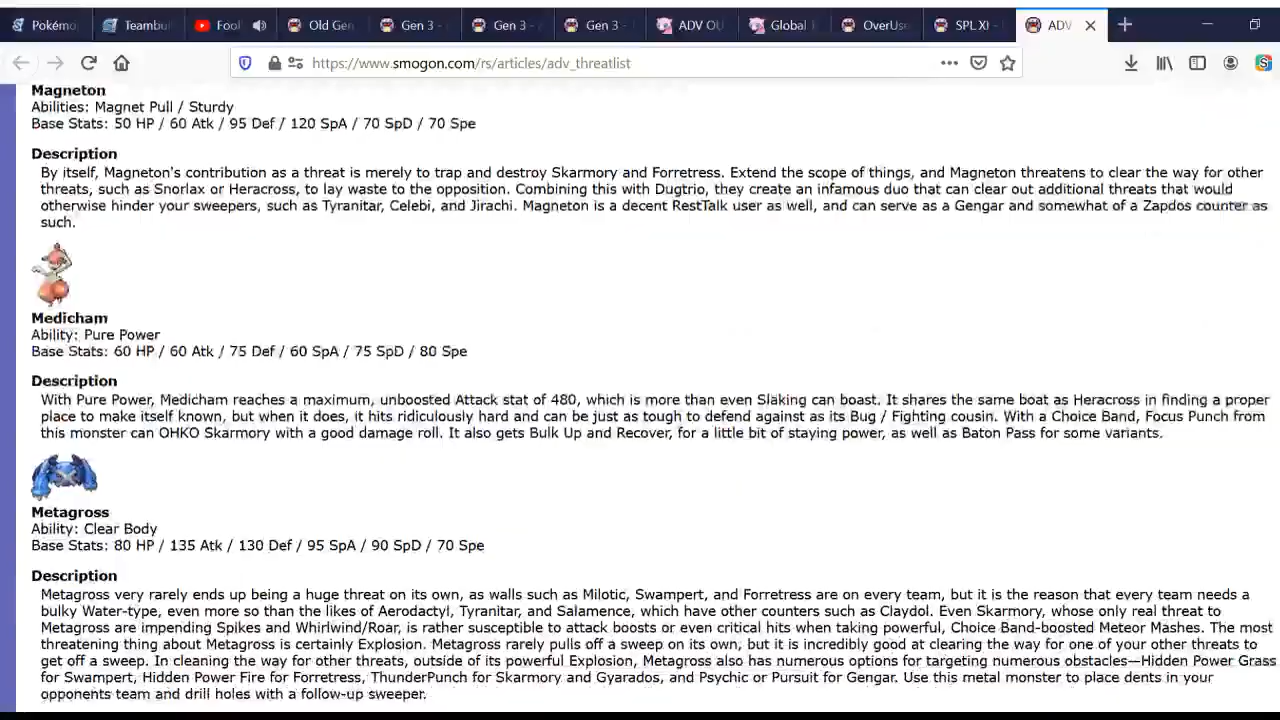 Pokémo
Teambu
Fool
Old Gen
Gen 3 -
Gen 3 -
Gen 3 -
ADV OU
Global
OverUse
SPL XI -
ADV
https://www.smogon.com/rs/articles/adv_threatlist
Magneton
Abilities: Magnet Pull / Sturdy
Base Stats: 50 HP / 60 Atk / 95 Def / 120 SpA / 70 SpD / 70 Spe
Description
By itself, Magneton's contribution as a threat is merely to trap and destroy Skarmory and Forretress. Extend the scope of things, and Magneton threatens to clear the way for other
threats, such as Snorlax or Heracross, to lay waste to the opposition. Combining this with Dugtrio, they create an infamous duo that can clear out additional threats that would
otherwise hinder your sweepers, such as Tyranitar, Celebi, and Jirachi. Magneton is a decent RestTalk user as well, and can serve as a Gengar and somewhat of a Zapdos counter as
such.
Medicham
Ability: Pure Power
Base Stats: 60 HP / 60 Atk / 75 Def / 60 SpA / 75 SpD / 80 Spe
Description
With Pure Power, Medicham reaches a maximum, unboosted Attack stat of 480, which is more than even Slaking can boast. It shares the same boat as Heracross in finding a proper
place to make itself known, but when it does, it hits ridiculously hard and can be just as tough to defend against as its Bug / Fighting cousin. With a Choice Band, Focus Punch from
this monster can OHKO Skarmory with a good damage roll. It also gets Bulk Up and Recover, for a little bit of staying power, as well as Baton Pass for some variants.
Metagross
Ability: Clear Body
Base Stats: 80 HP / 135 Atk / 130 Def / 95 SpA / 90 SpD / 70 Spe
Description
Metagross very rarely ends up being a huge threat on its own, as walls such as Milotic, Swampert, and Forretress are on every team, but it is the reason that every team needs a
bulky Water-type, even more so than the likes of Aerodactyl, Tyranitar, and Salamence, which have other counters such as Claydol. Even Skarmory, whose only real threat to
Metagross are impending Spikes and Whirlwind/Roar, is rather susceptible to attack boosts or even critical hits when taking powerful, Choice Band-boosted Meteor Mashes. The most
threatening thing about Metagross is certainly Explosion. Metagross rarely pulls off a sweep on its own, but it is incredibly good at clearing the way for one of your other threats to
get off a sweep. In cleaning the way for other threats, outside of its powerful Explosion, Metagross also has numerous options for targeting numerous obstacles—Hidden Power Grass
for Swampert, Hidden Power Fire for Forretress, ThunderPunch for Skarmory and Gyarados, and Psychic or Pursuit for Gengar. Use this metal monster to place dents in your
opponents team and drill holes with a follow-up sweeper.